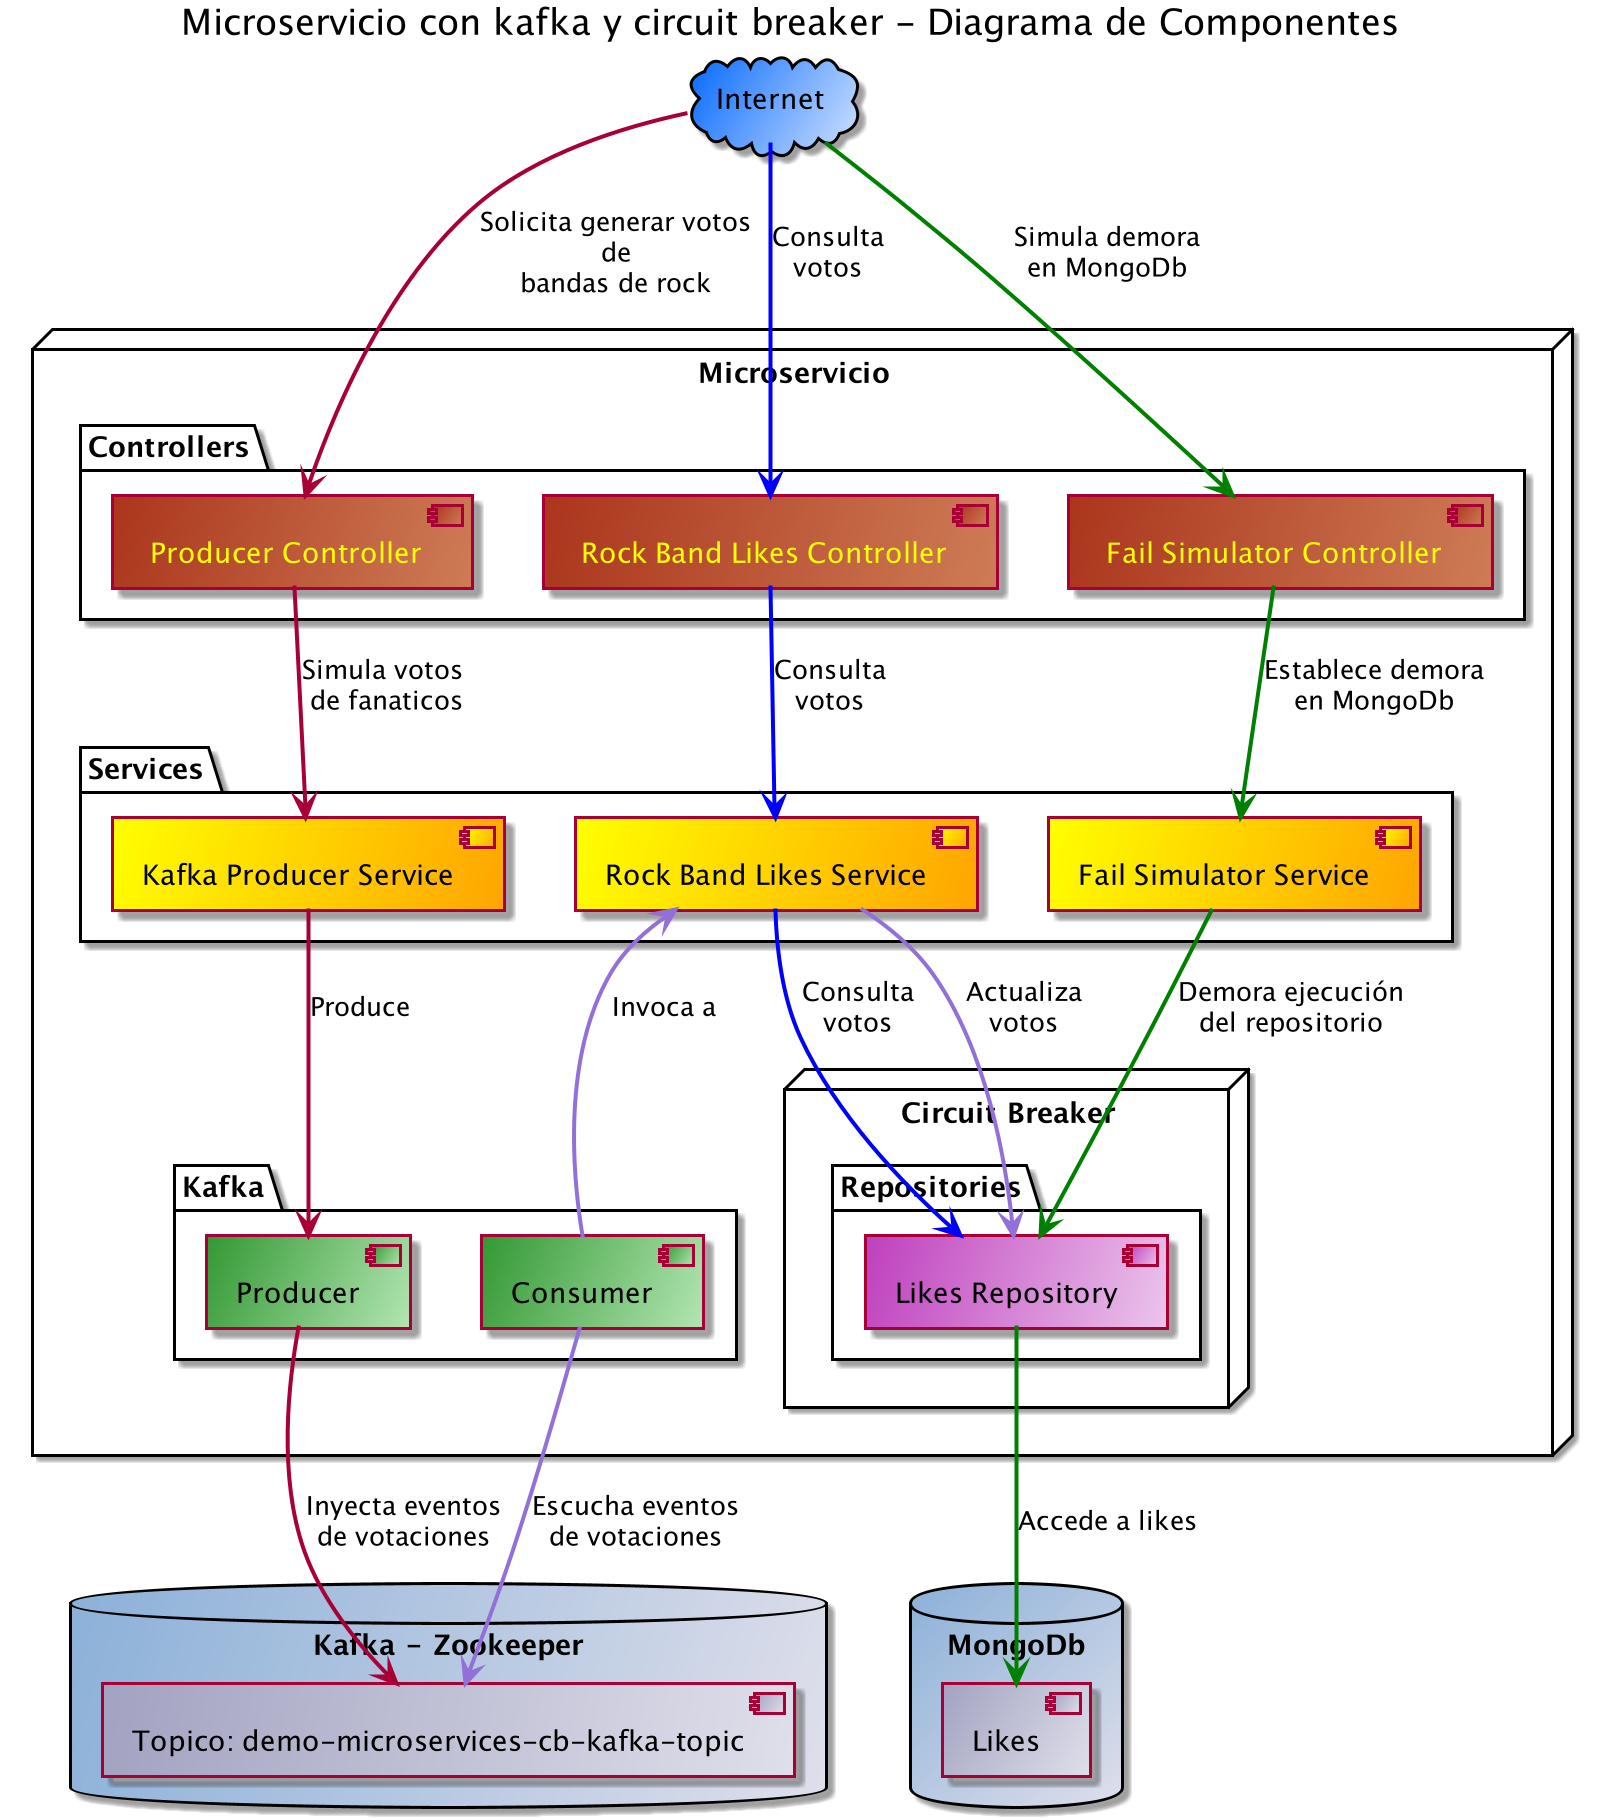 Microservicio con kafka y circuit breaker - Diagrama de Componentes
Internet
Solicita generar votos
de
bandas de rock
Consulta
votos
Simula demora
en MongoDb
Microservicio
Controllers
Producer Controller
Rock Band Likes Controller
Fail Simulator Controller
Simula votos
de fanaticos
Consulta
votos
Establece demora
en MongoDb
Services
Kafka Producer Service
Rock Band Likes Service
Fail Simulator Service
Produce
Invoca a
Consulta
votos
Actualiza
votos
Demora ejecución
del repositorio
Circuit Breaker
Kafka
Repositories
Producer
Consumer
Likes Repository
Inyecta eventos
de votaciones
Escucha eventos
de votaciones
Accede a likes
Kafka - Zookeeper
MongoDb
Topico: demo-microservices-cb-kafka-topic
Likes